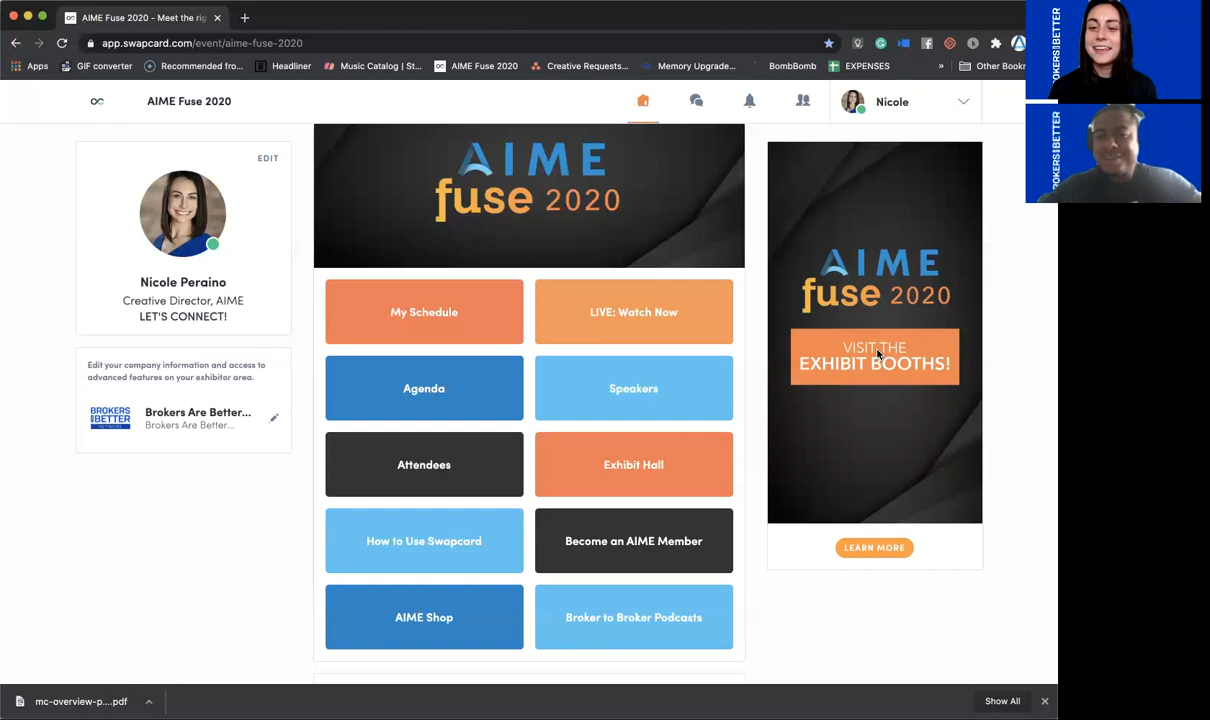 AIME Fuse 2020 - Meet the rig
app.swapcard.com/event/aime-fuse-2020
Apps
GIF converter
Recommended fro...
Headliner
Music Catalog | St...
AIME Fuse 2020
Creative Requests...
Memory Upgrade...
BombBomb
EXPENSES
»
Other Bookm
AIME Fuse 2020
Nicole
EDIT
Nicole Peraino
Creative Director, AIME
LET'S CONNECT!
Edit your company information and access to
advanced features on your exhibitor area.
BROKERS
ARE BETTER
NETWORK
Brokers Are Better...
Brokers Are Better...
AIME
fuse 2020
My Schedule
LIVE: Watch Now
Agenda
Speakers
Attendees
Exhibit Hall
How to Use Swapcard
Become an AIME Member
AIME Shop
Broker to Broker Podcasts
AIME
fuse 2020
VISIT THE
EXHIBIT BOOTHS!
LEARN MORE
mc-overview-p....pdf
Show All